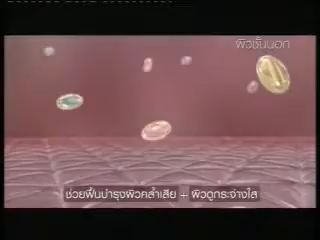 ผิวชั้นนอก
ช่วยฟื้นบำรุงผิวคล้ำเสีย + ผิวดูกระจ่างใส